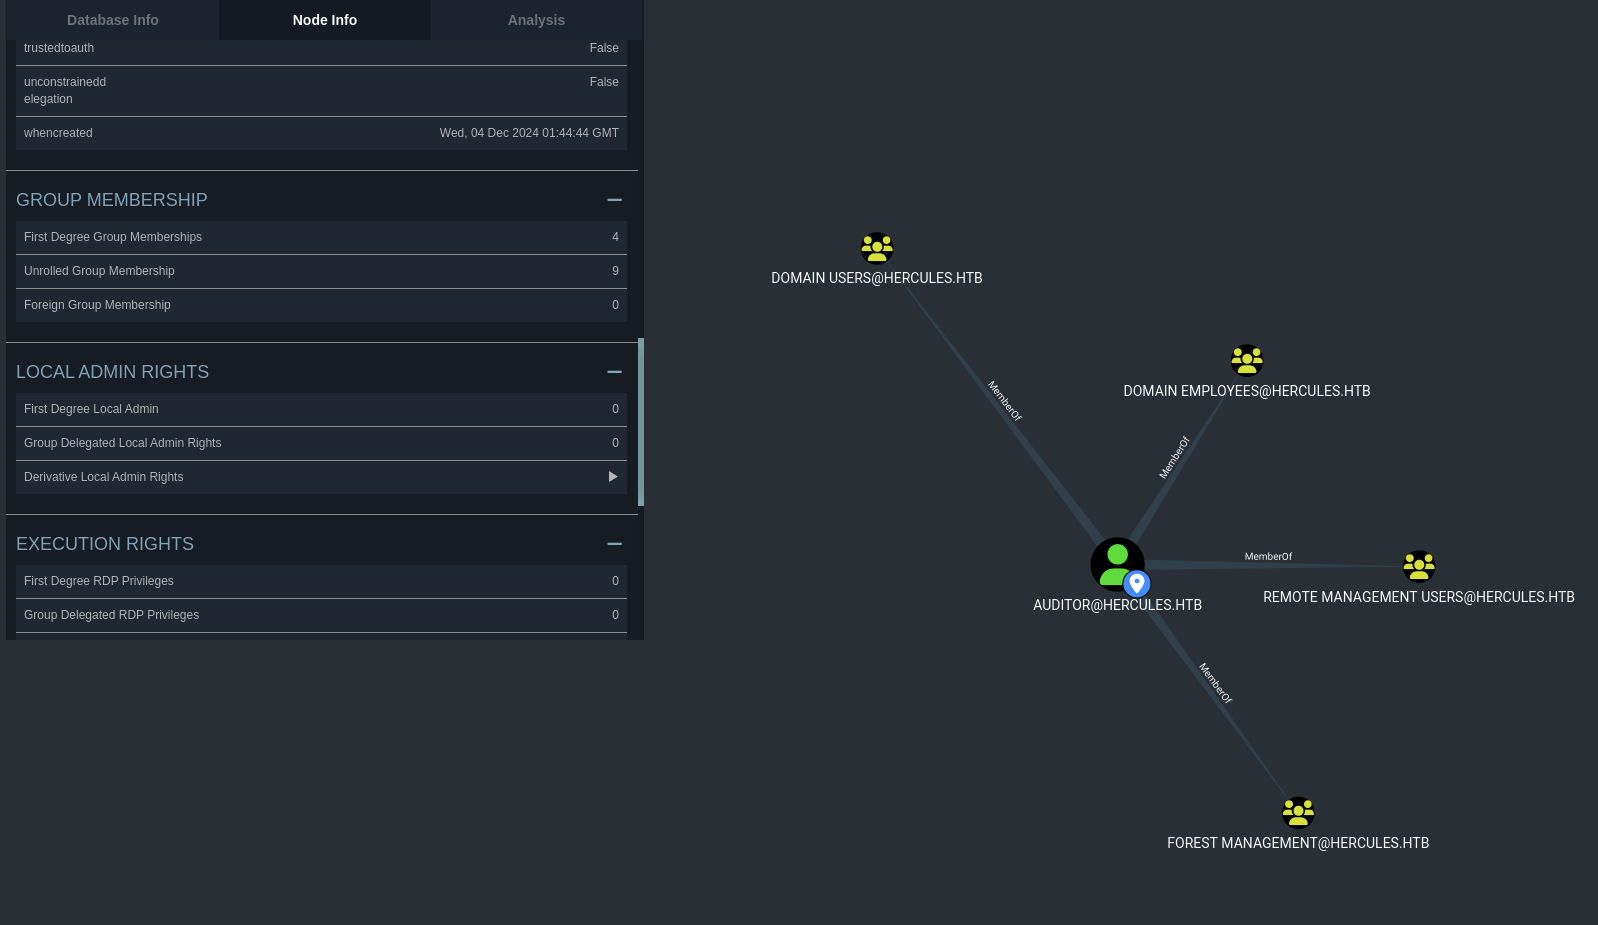 Database Info
Node Info
Analysis
trustedtoauth
False
unconstrainedd
elegation
False
whencreated
Wed, 04 Dec 2024 01:44:44 GMT
GROUP MEMBERSHIP
First Degree Group Memberships
4
Unrolled Group Membership
9
Foreign Group Membership
0
LOCAL ADMIN RIGHTS
First Degree Local Admin
0
Group Delegated Local Admin Rights
0
Derivative Local Admin Rights
EXECUTION RIGHTS
First Degree RDP Privileges
0
Group Delegated RDP Privileges
0
DOMAIN USERS@HERCULES.HTB
DOMAIN EMPLOYEES@HERCULES.HTB
MemberOf
MemberOf
MemberOf
REMOTE MANAGEMENT USERS@HERCULES.HTB
AUDITOR@HERCULES.HTB
MemberOf
FOREST MANAGEMENT@HERCULES.HTB